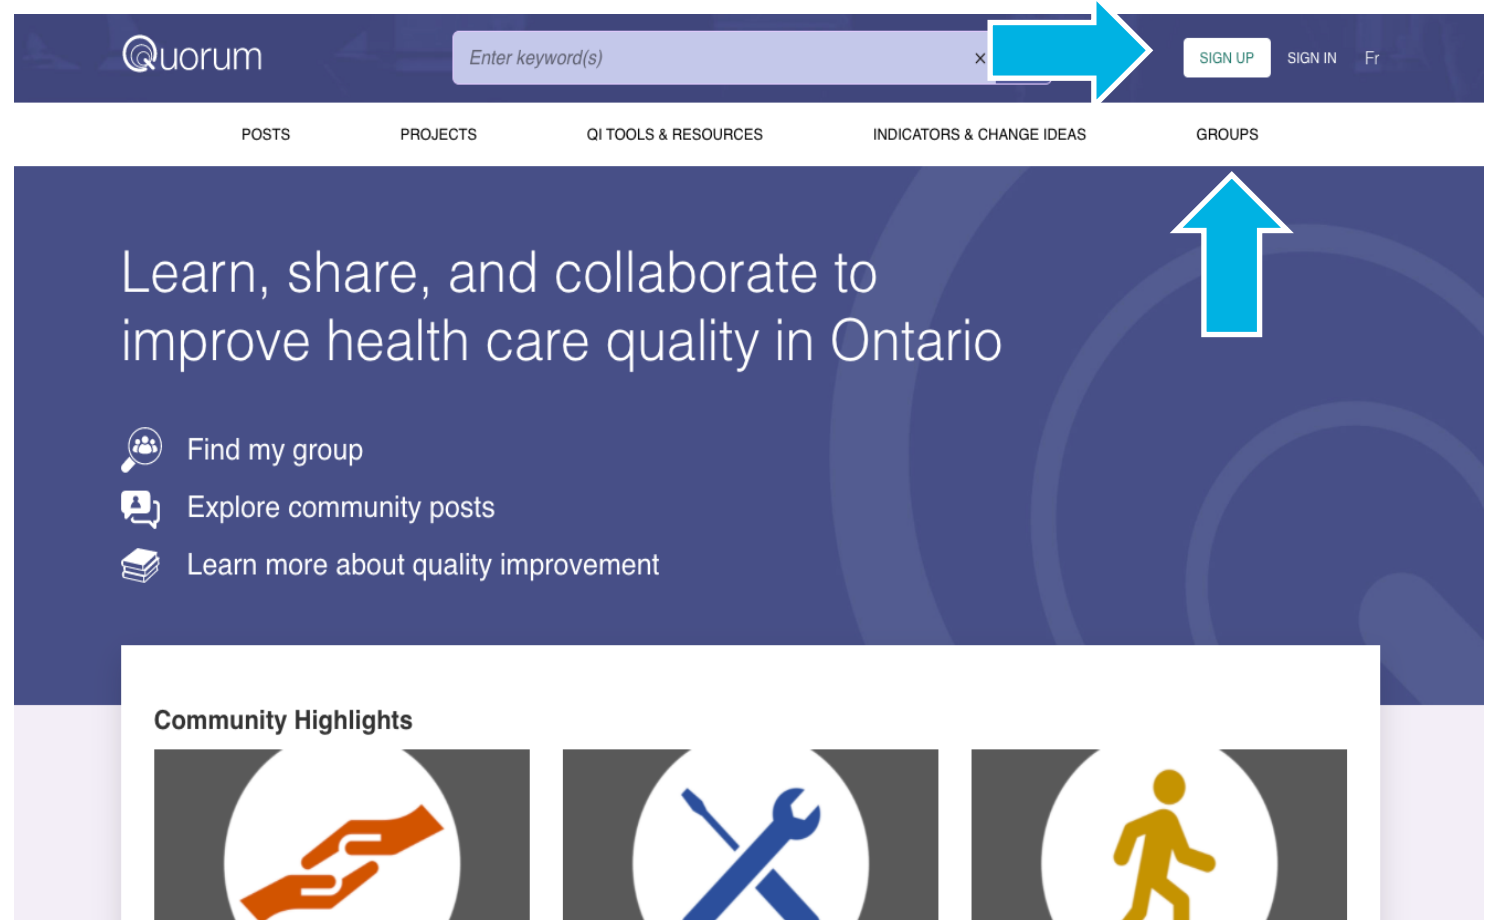 Quorum
Enter keyword(s)
×
SIGN UP
SIGN IN
Fr
POSTS
PROJECTS
QI TOOLS & RESOURCES
INDICATORS & CHANGE IDEAS
GROUPS
Learn, share, and collaborate to
improve health care quality in Ontario
Find my group
Explore community posts
Learn more about quality improvement
Community Highlights